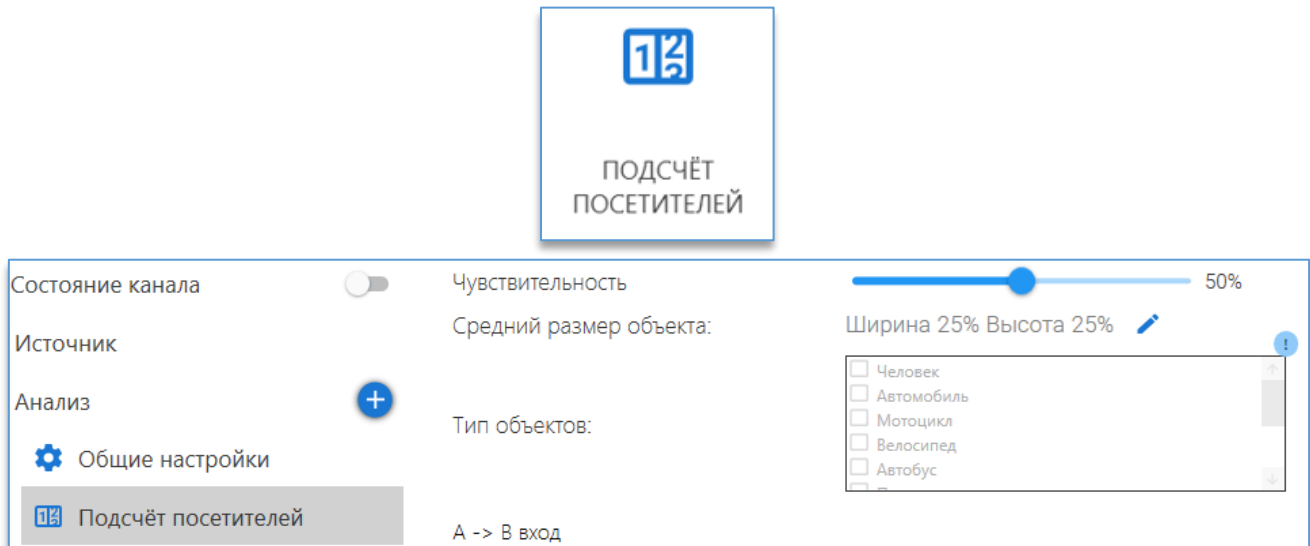 ПОДСЧЁТ
ПОСЕТИТЕЛЕЙ
Состояние канала
Источник
Анализ
Общие настройки
Подсчёт посетителей
Чувствительность
50%
Средний размер объекта:
Ширина 25% Высота 25%
Тип объектов:
Человек
Автомобиль
Мотоцикл
Велосипед
Автобус
A -> B вход